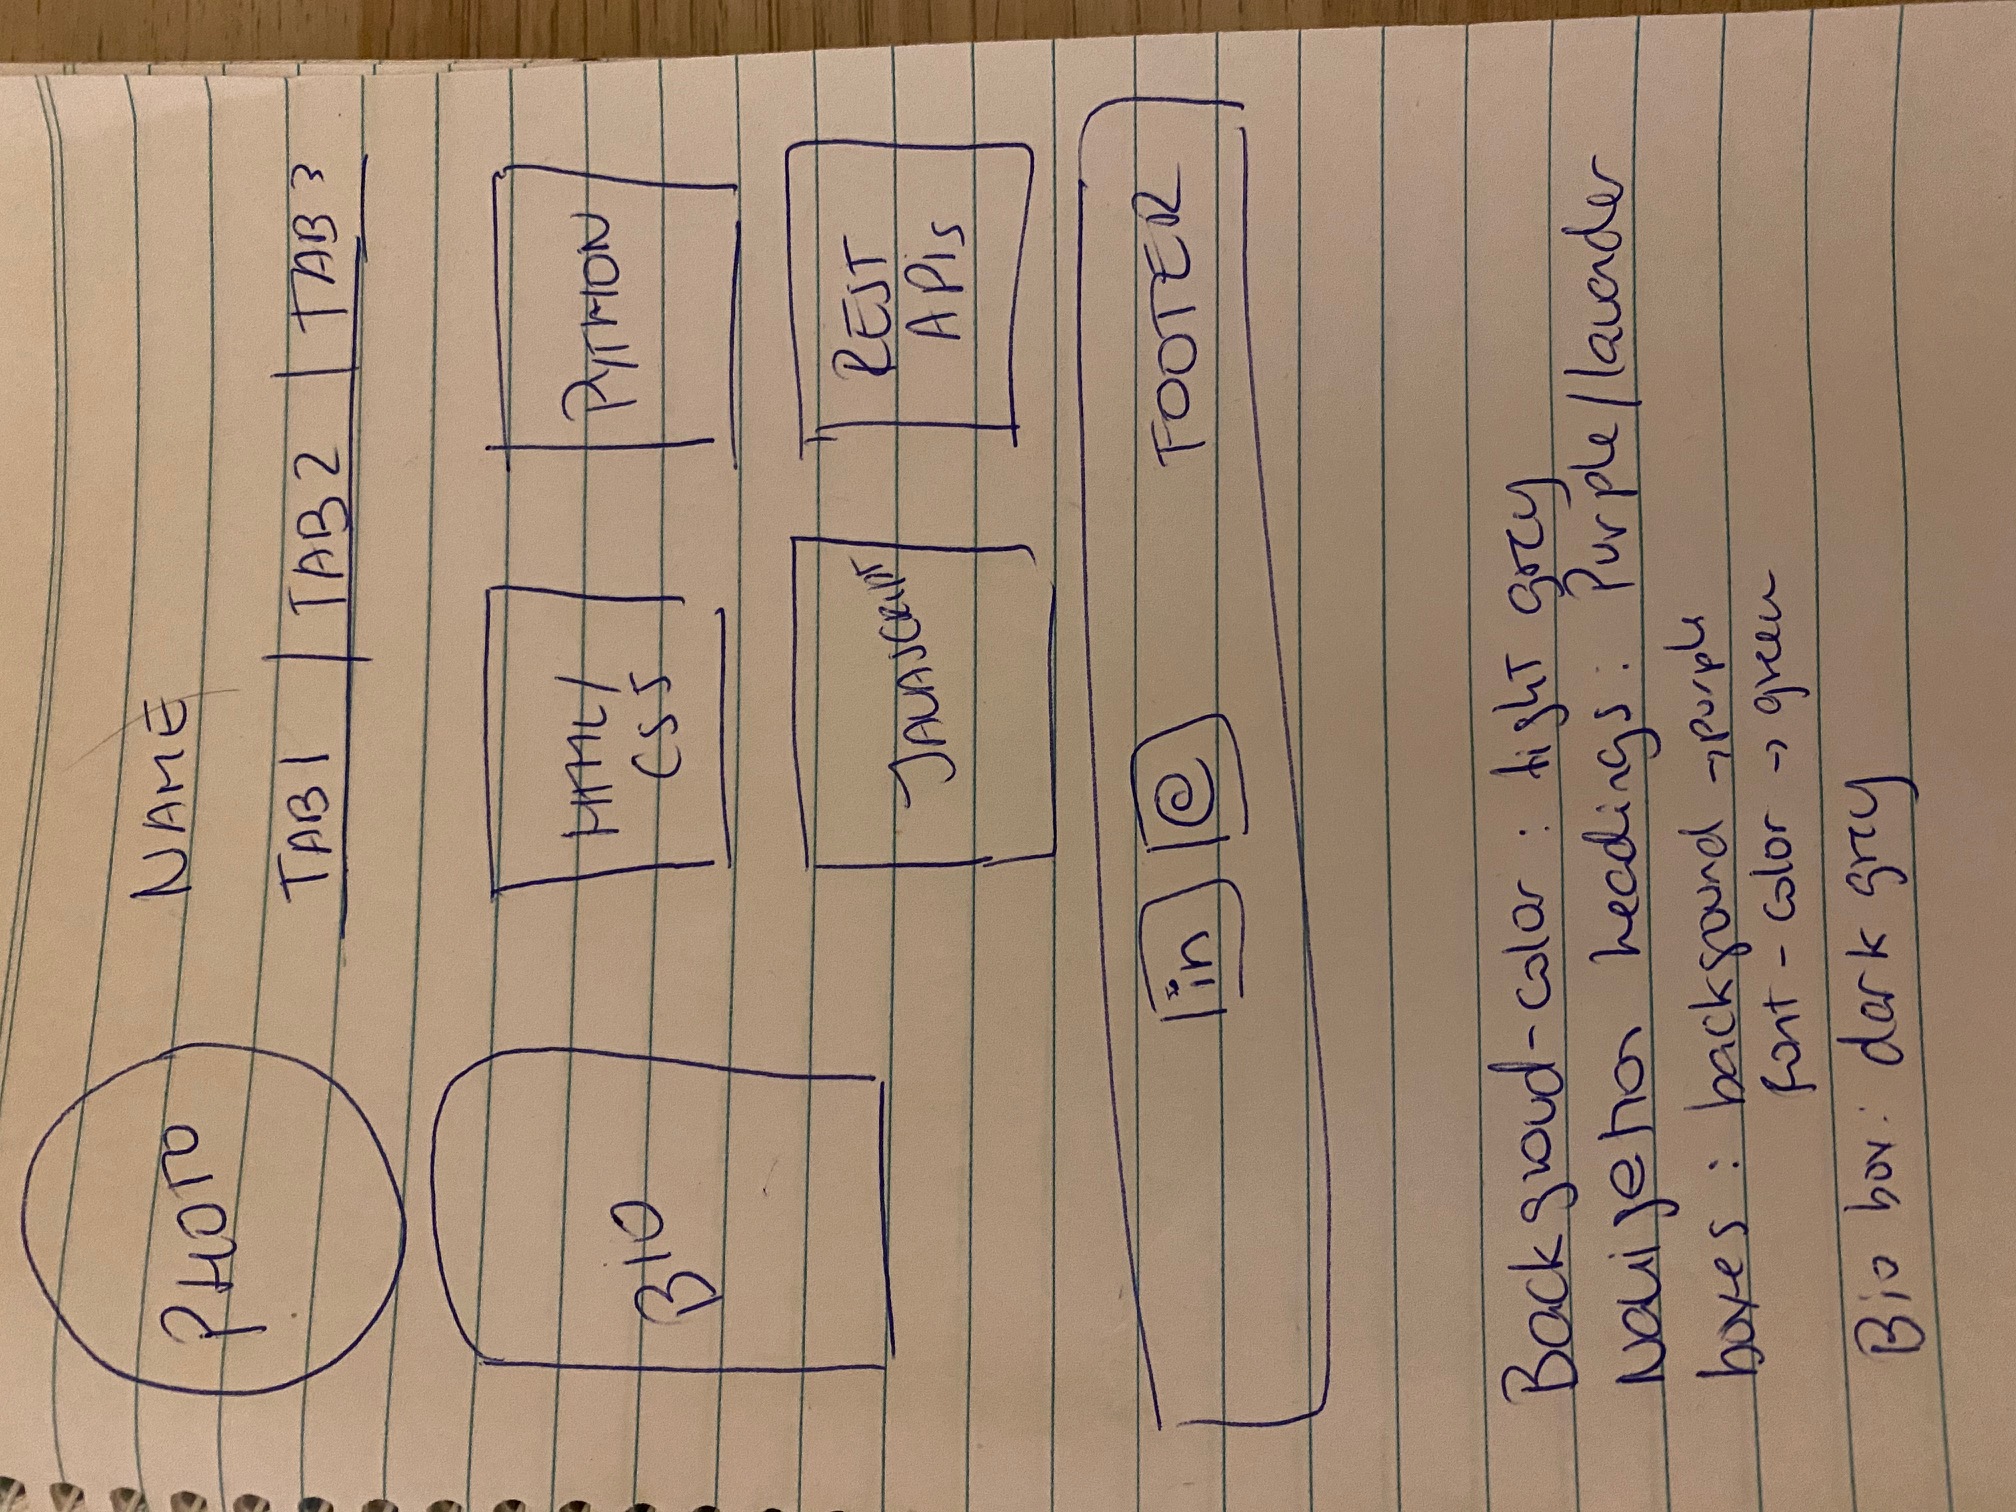 PHOTO
NAME
TAB 1 | TAB 2 | TAB 3
BIO
HTML/
CSS
PYTHON
JAVASCRIPT
REST
APIs
in @ FOOTER
Backgroud-color: light grey
Navigation headings: Purple/lavander
boxes: background → purple
font-color → green
Bio box: dark grey